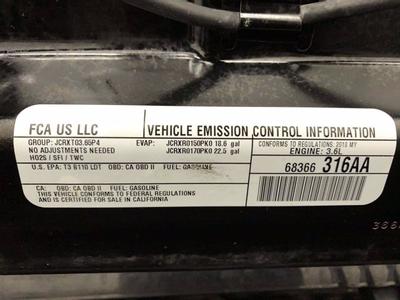 FCA US LLC
VEHICLE EMISSION CONTROL INFORMATION
GROUP: JCRXT03.65P4
EVAP: JCRXR0150PK0 18.6 gal
CONFORMS TO REGULATIONS: 2018 MY
NO ADJUSTMENTS NEEDED
JCRXR0170PK0 22.5 gal
ENGINE: 3.6L
HO2S / SFI / TWC
68366 316AA
U.S. EPA: T3 B110 LDT OBD: CA OBD II FUEL: GASOLINE
CA: OBD: CA OBD II FUEL: GASOLINE
THIS VEHICLE CONFORMS TO REGULATIONS
AND IS CERTIFIED FOR SALE IN CALIFORNIA